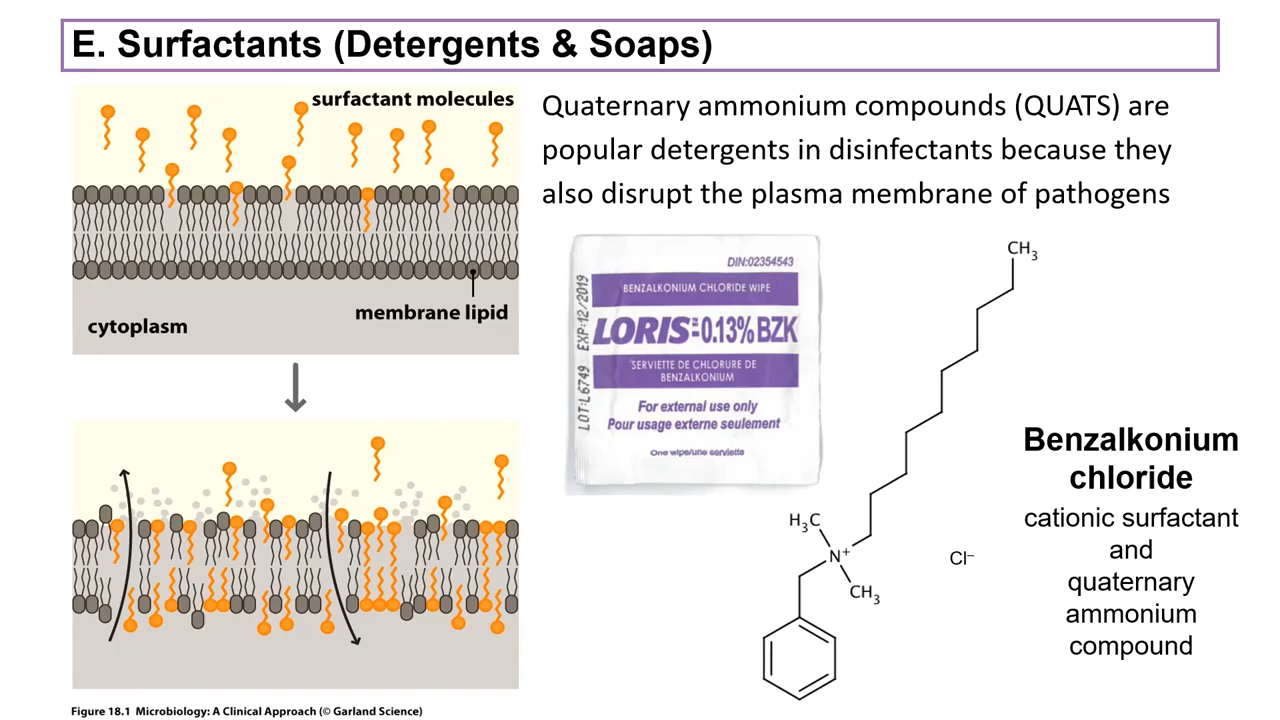 E. Surfactants (Detergents & Soaps)
surfactant molecules
membrane lipid
cytoplasm
Figure 18.1 Microbiology: A Clinical Approach (© Garland Science)
Quaternary ammonium compounds (QUATS) are
popular detergents in disinfectants because they
also disrupt the plasma membrane of pathogens
DIN:02354543
BENZALKONIUM CHLORIDE WIPE
LORIS 0.13% BZK
SERVIETTE DE CHLORURE DE
BENZALKONIUM
For external use only
Pour usage externe seulement
One wipe/une serviette
LOT:L6749 EXP:12/2019
CH₃
H₃C
N⁺
CH₃
Cl⁻
Benzalkonium
chloride
cationic surfactant
and
quaternary
ammonium
compound